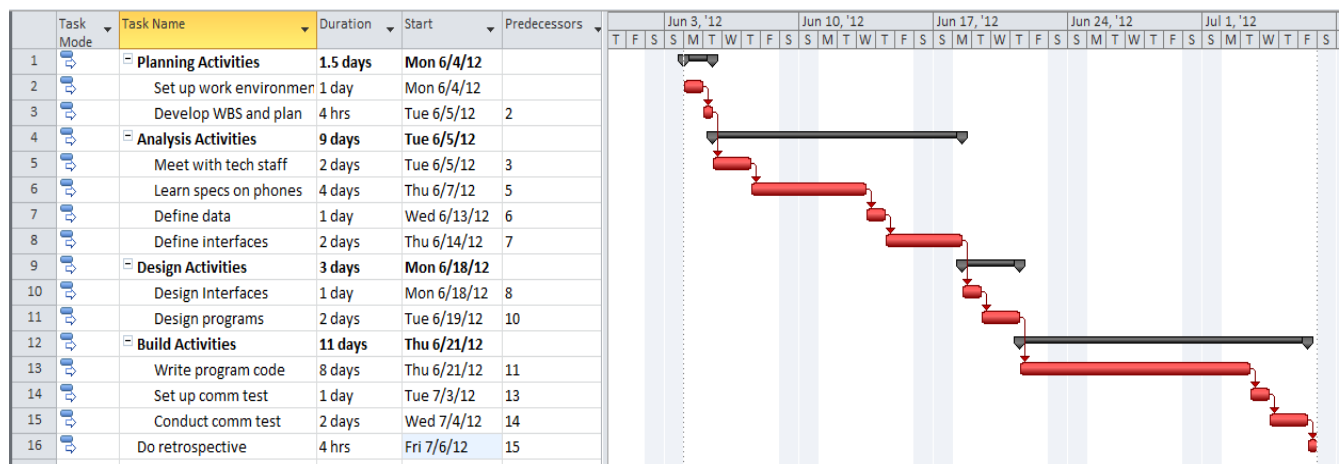 Task Mode Task Name Duration Start Predecessors Jun 3, '12 Jun 10, '12 Jun 17, '12 Jun 24, '12 Jul 1, '12
T F S S M T W T F S S M T W T F S S M T W T F S S M T W T F S S M T W T F S
1 Planning Activities 1.5 days Mon 6/4/12
2 Set up work environmen 1 day Mon 6/4/12
3 Develop WBS and plan 4 hrs Tue 6/5/12 2
4 Analysis Activities 9 days Tue 6/5/12
5 Meet with tech staff 2 days Tue 6/5/12 3
6 Learn specs on phones 4 days Thu 6/7/12 5
7 Define data 1 day Wed 6/13/12 6
8 Define interfaces 2 days Thu 6/14/12 7
9 Design Activities 3 days Mon 6/18/12
10 Design Interfaces 1 day Mon 6/18/12 8
11 Design programs 2 days Tue 6/19/12 10
12 Build Activities 11 days Thu 6/21/12
13 Write program code 8 days Thu 6/21/12 11
14 Set up comm test 1 day Tue 7/3/12 13
15 Conduct comm test 2 days Wed 7/4/12 14
16 Do retrospective 4 hrs Fri 7/6/12 15